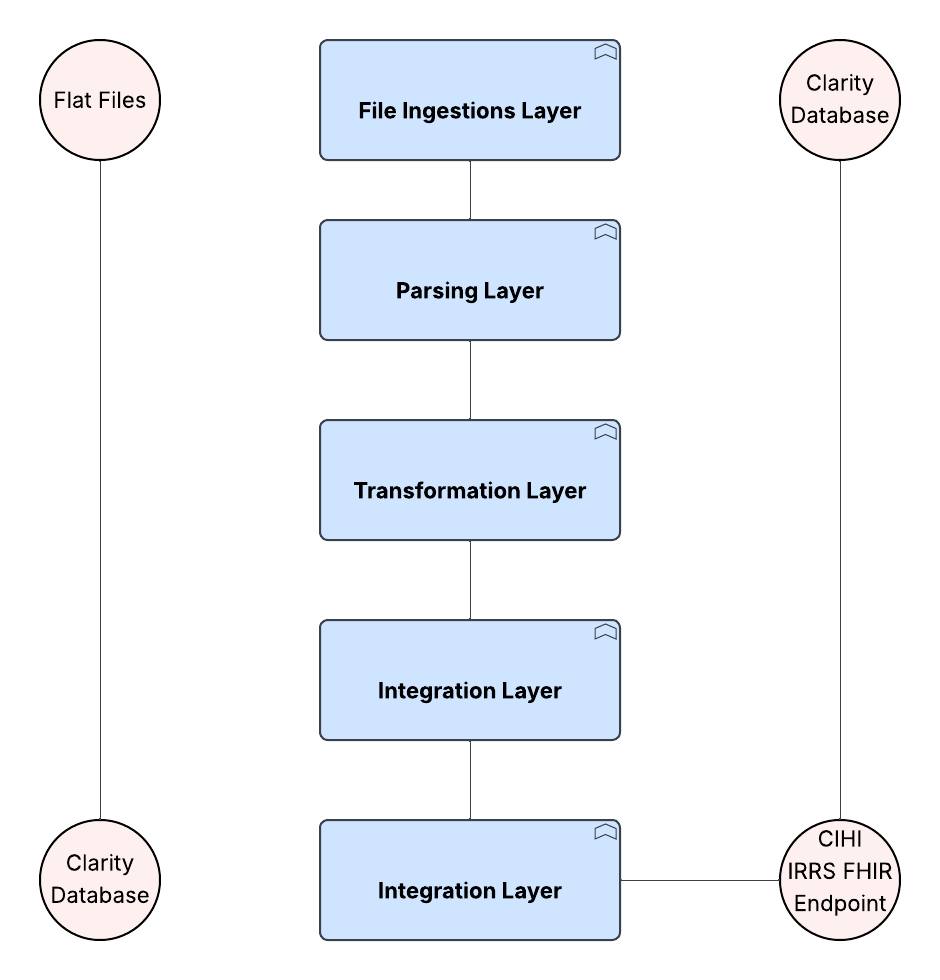 Flat Files
File Ingestions Layer
Clarity
Database
Parsing Layer
Transformation Layer
Integration Layer
Clarity
Database
Integration Layer
CIHI
IRRS FHIR
Endpoint